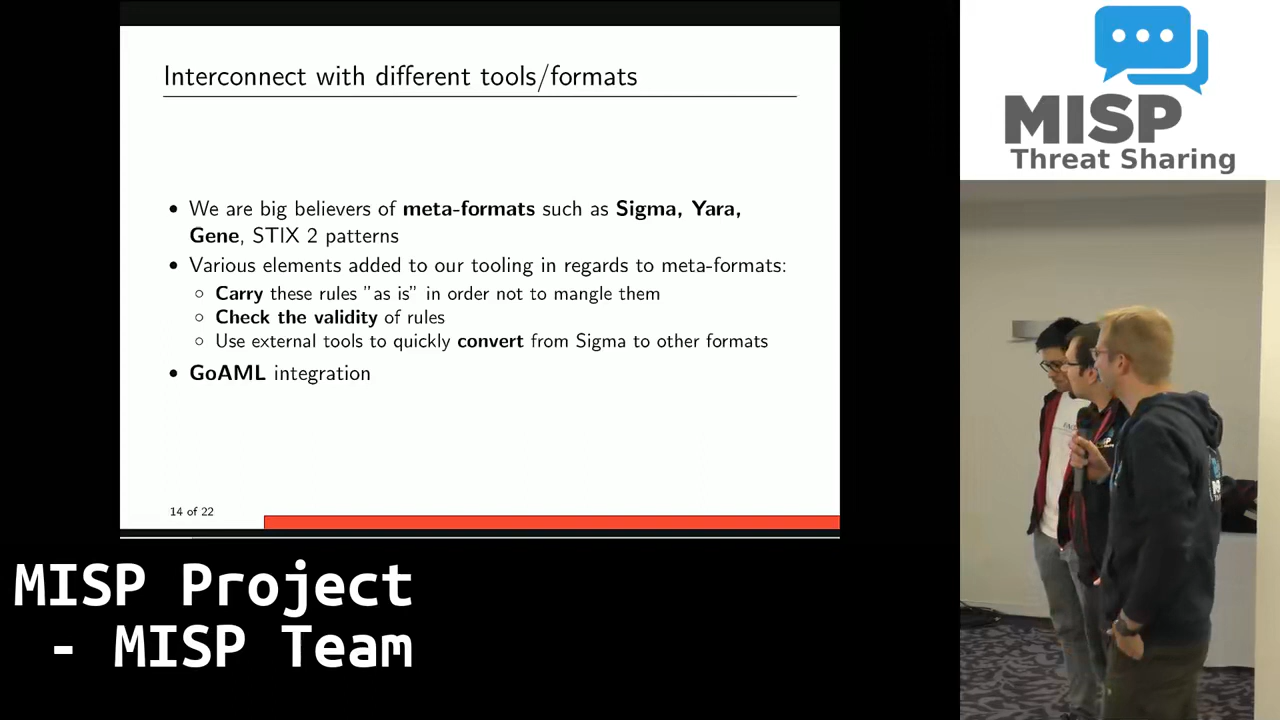 Interconnect with different tools/formats
• We are big believers of meta-formats such as Sigma, Yara,
Gene, STIX 2 patterns
• Various elements added to our tooling in regards to meta-formats:
◦ Carry these rules "as is" in order not to mangle them
◦ Check the validity of rules
◦ Use external tools to quickly convert from Sigma to other formats
• GoAML integration
14 of 22
MISP
Threat Sharing
MISP Project
- MISP Team